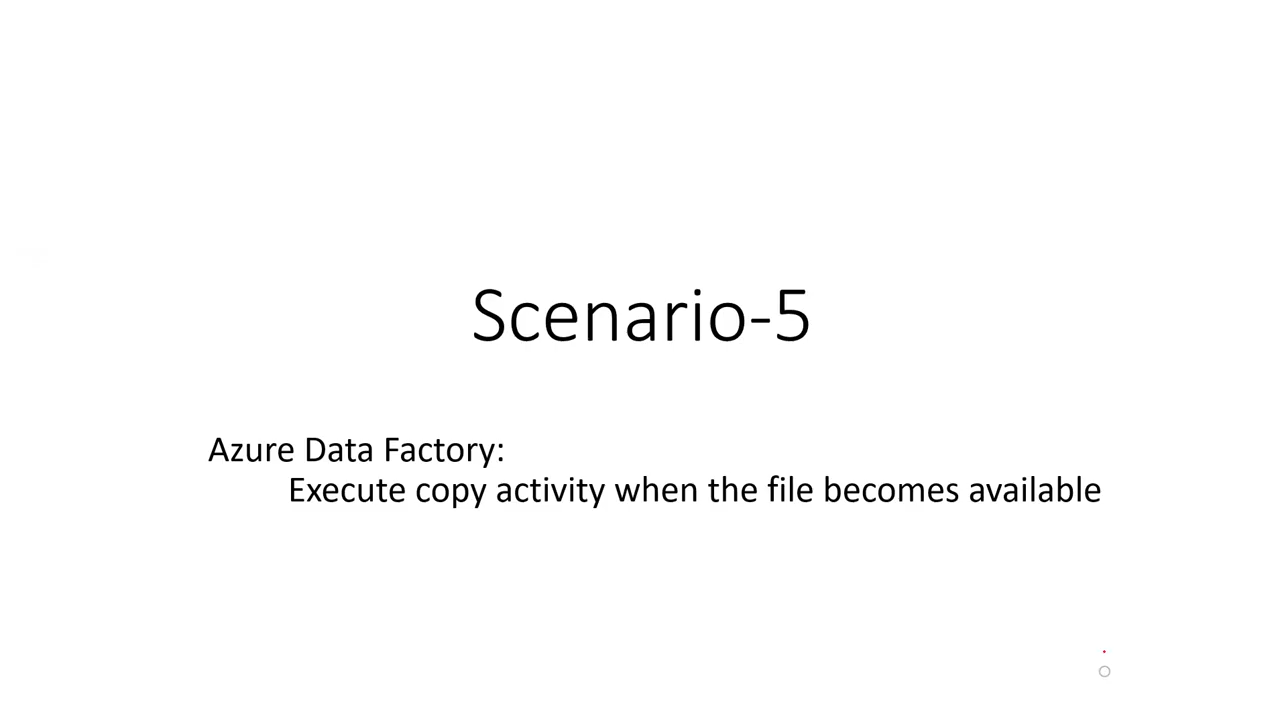 Scenario-5
Azure Data Factory:
Execute copy activity when the file becomes available